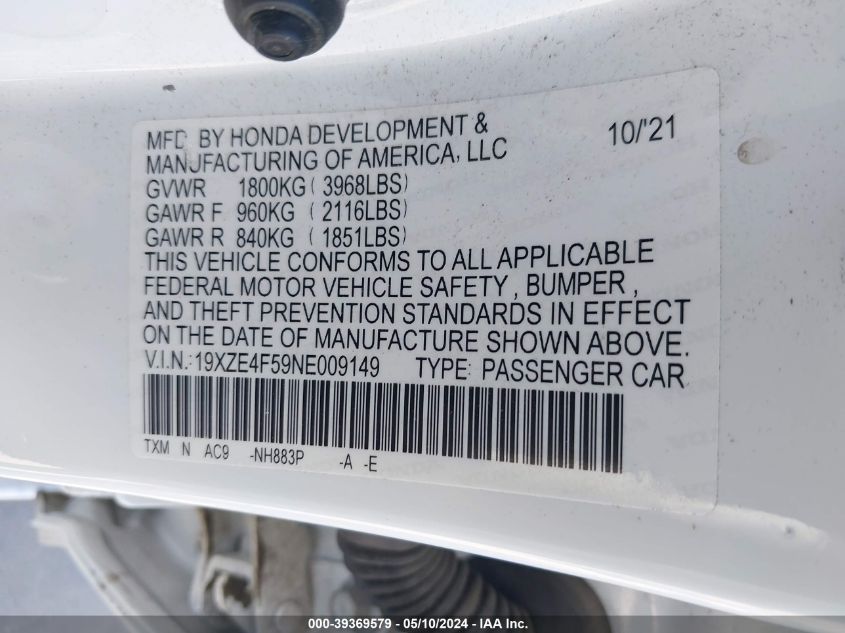 MFD BY HONDA DEVELOPMENT & 10/'21
MANUFACTURING OF AMERICA, LLC
GVWR 1800KG ( 3968LBS)
GAWR F 960KG ( 2116LBS)
GAWR R 840KG ( 1851LBS)
THIS VEHICLE CONFORMS TO ALL APPLICABLE
FEDERAL MOTOR VEHICLE SAFETY , BUMPER ,
AND THEFT PREVENTION STANDARDS IN EFFECT
ON THE DATE OF MANUFACTURE SHOWN ABOVE.
V.I.N.: 19XZE4F59NE009149 TYPE: PASSENGER CAR
TXM N AC9 -NH883P -A -E
000-39369579 — 05/10/2024 — IAA Inc.